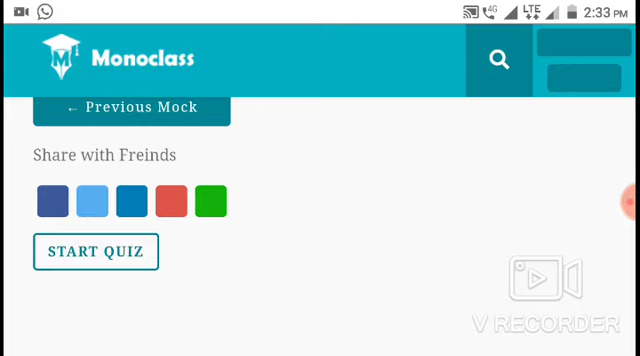 4G LTE 2:33 PM
M Monoclass
← Previous Mock
Share with Freinds
START QUIZ
V RECORDER